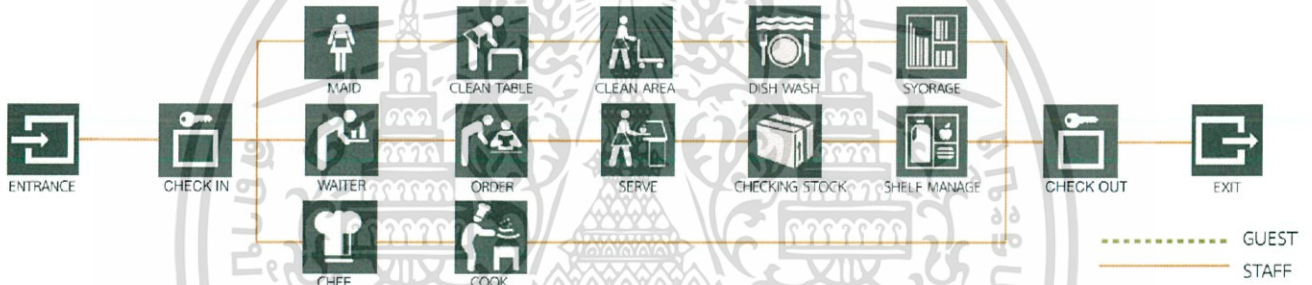 MAID CLEAN TABLE CLEAN AREA DISH WASH SYORAGE
ENTRANCE CHECK IN WAITER ORDER SERVE CHECKING STOCK SHELF MANAGE CHECK OUT EXIT
GUEST
STAFF
CHEF COOK